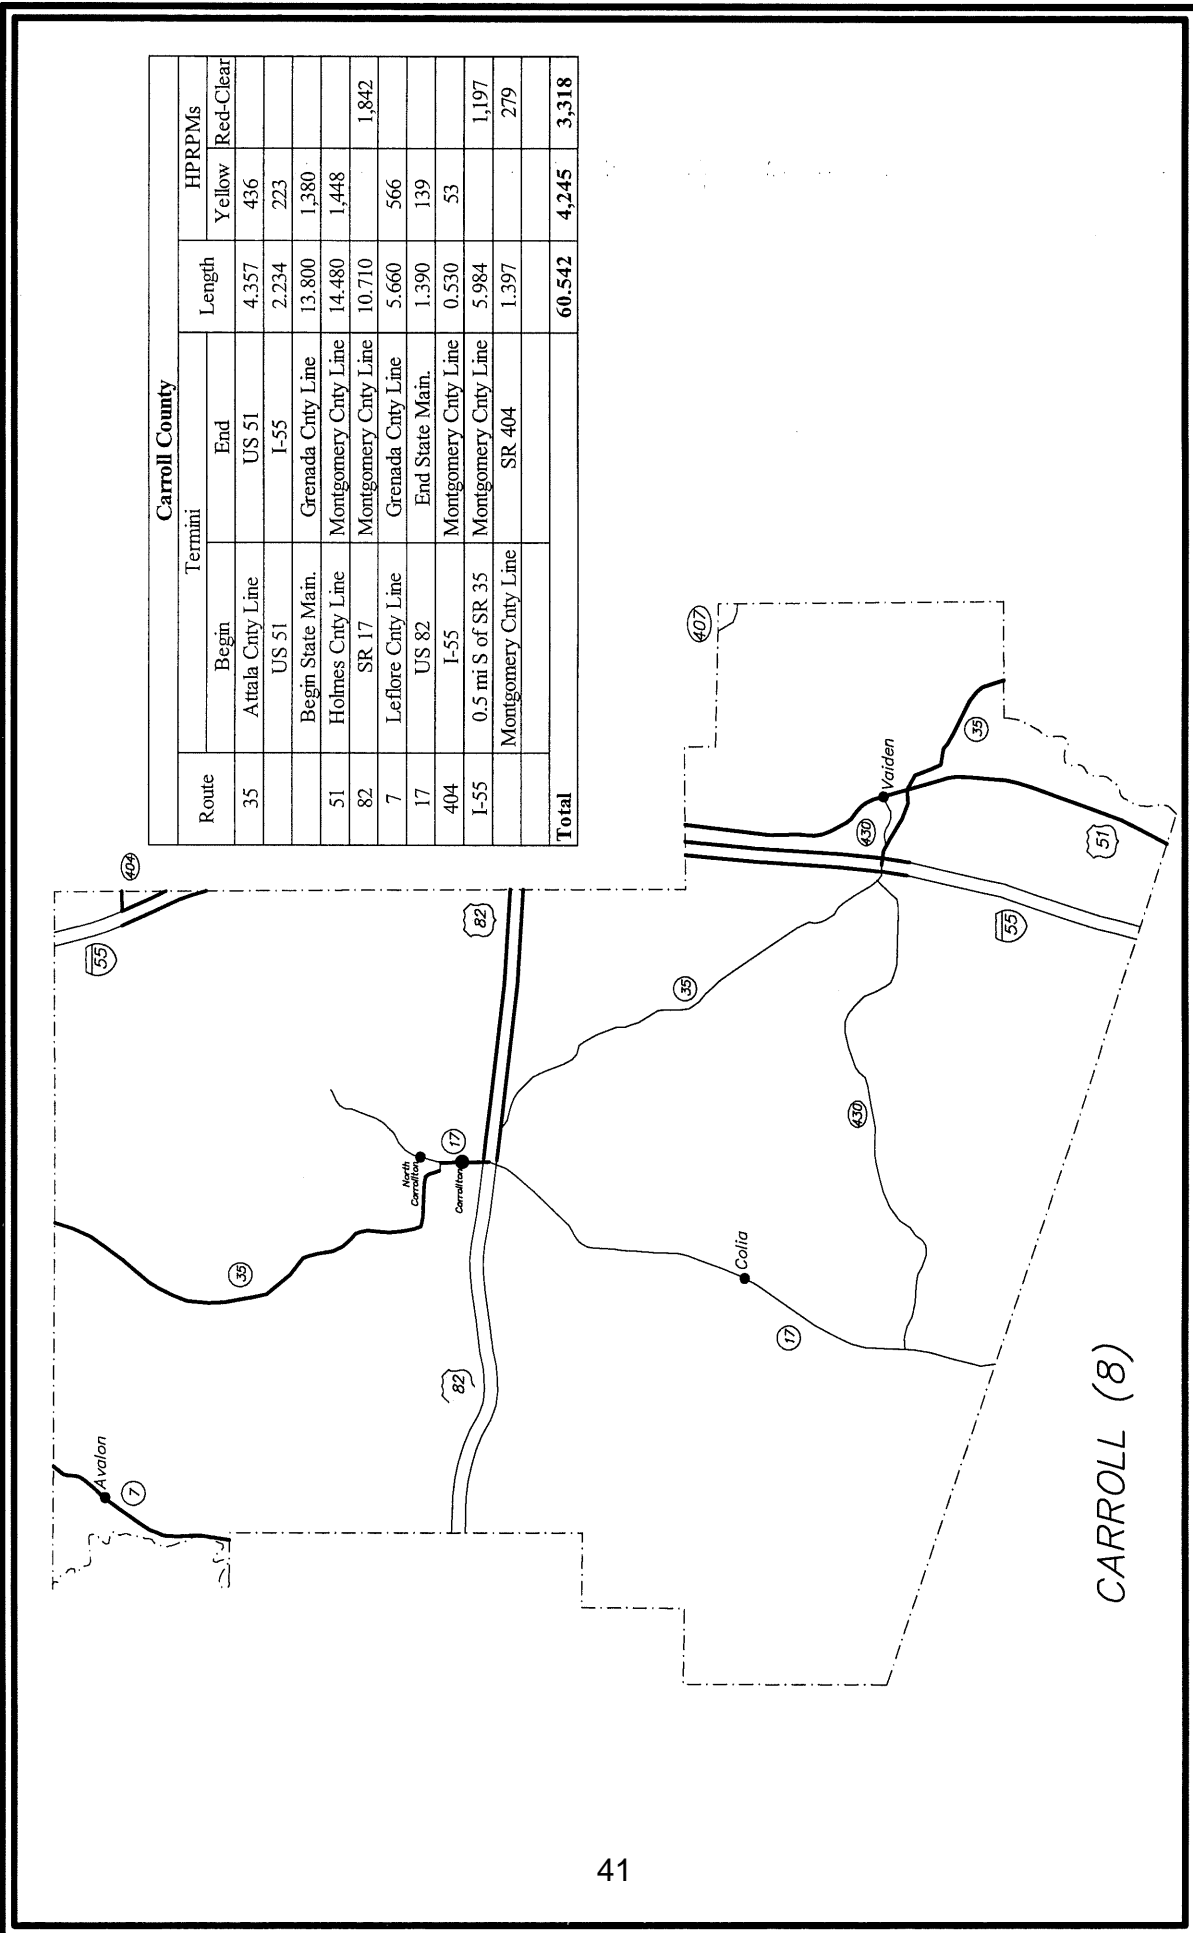 Carroll County
Route Termini Length HPRPMs
Begin End Yellow Red-Clear
35 Attala Cnty Line US 51 4.357 436
US 51 I-55 2.234 223
Begin State Main. Grenada Cnty Line 13.800 1,380
51 Holmes Cnty Line Montgomery Cnty Line 14.480 1,448
82 SR 17 Montgomery Cnty Line 10.710 1,842
7 Leflore Cnty Line Grenada Cnty Line 5.660 566
17 US 82 End State Main. 1.390 139
404 I-55 Montgomery Cnty Line 0.530 53
I-55 0.5 mi S of SR 35 Montgomery Cnty Line 5.984 1,197
Montgomery Cnty Line SR 404 1.397 279
Total 60.542 4,245 3,318
Avalon
7
35
55
404
North
Carrollton
Carrollton
17
82
82
35
Colia
17
430
430
Vaiden
407
35
51
55
CARROLL (8)
41